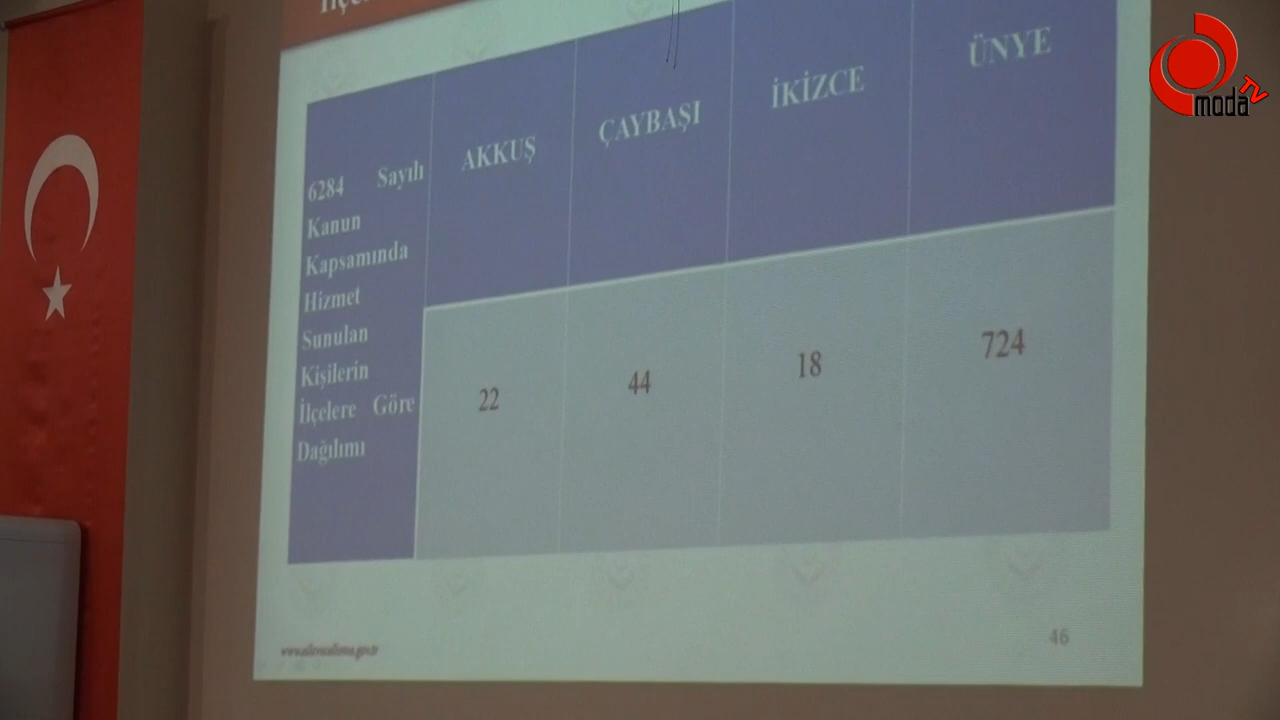 AKKUŞ ÇAYBAŞI İKİZCE ÜNYE
6284 Sayılı
Kanun
Kapsamında
Hizmet
Sunulan
Kişilerin
İlçelere Göre
Dağılımı
22 44 18 724
46
moda TV